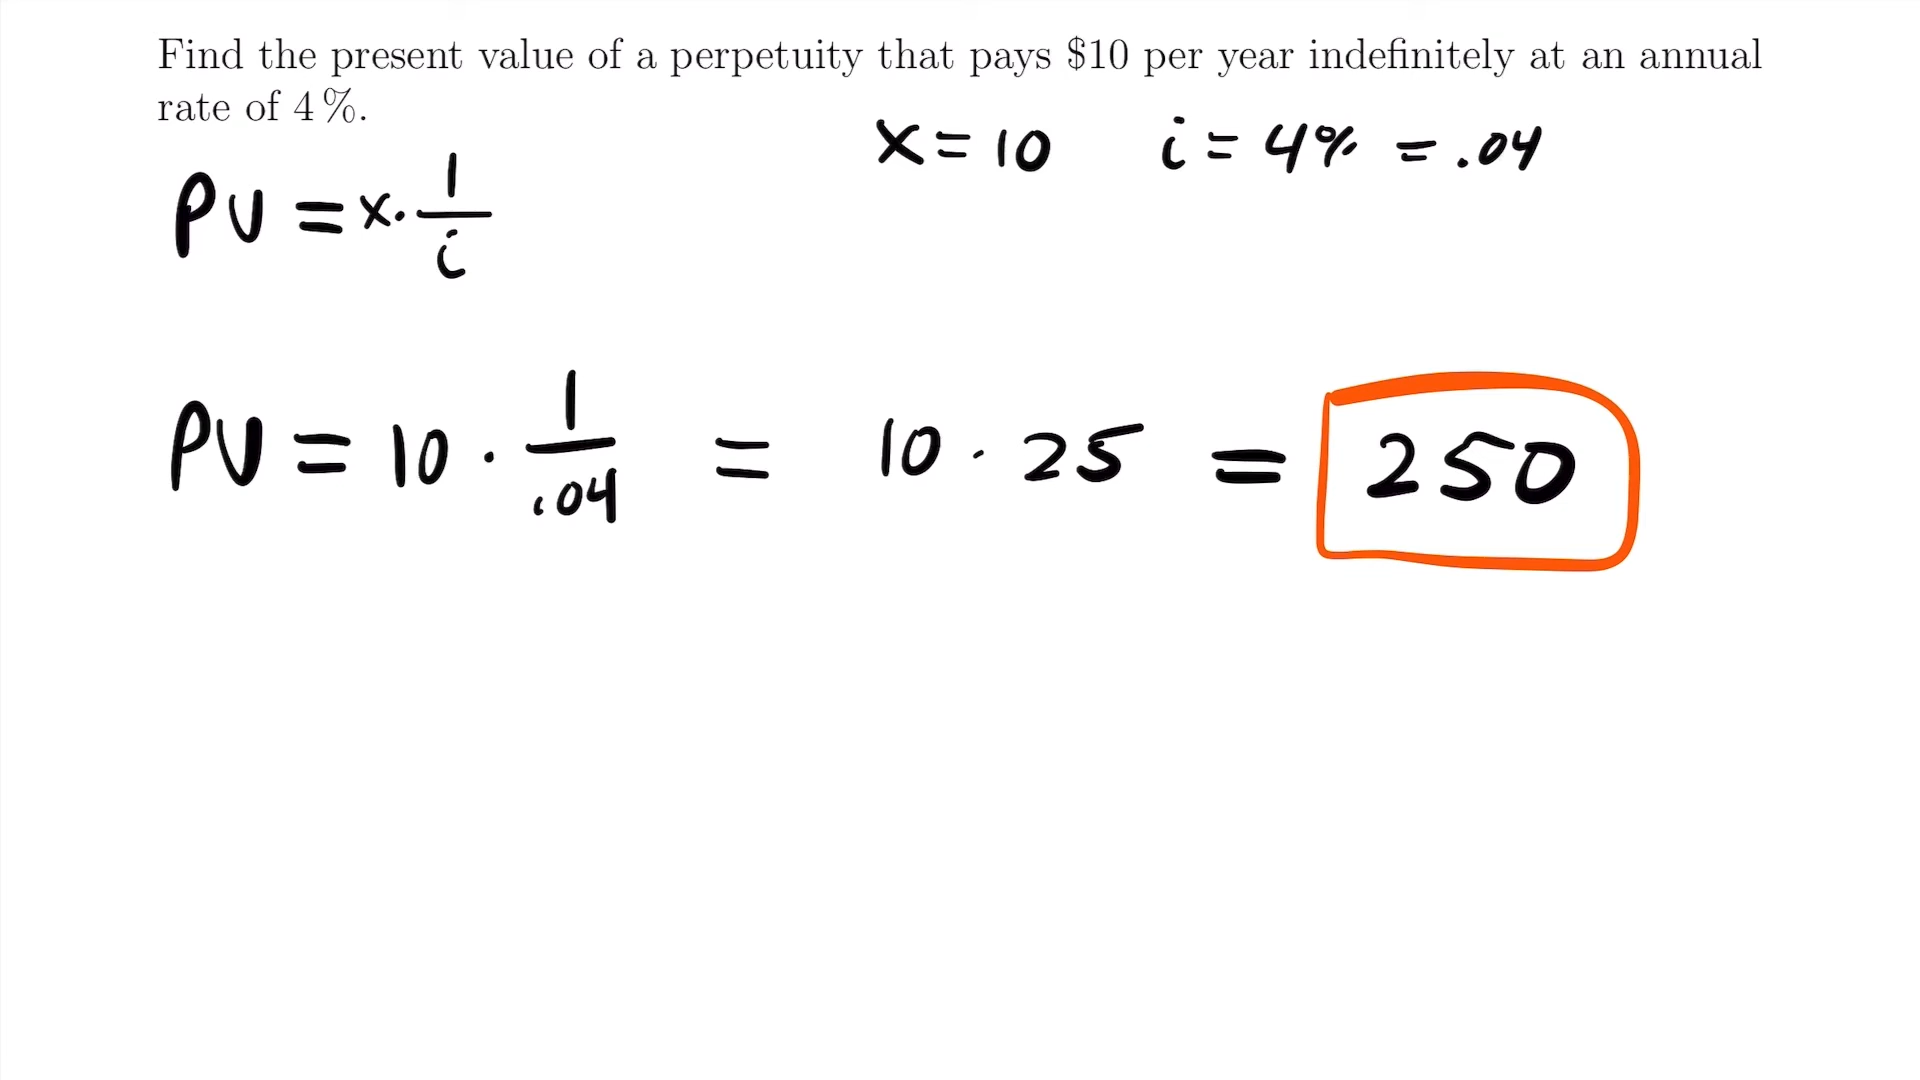 Find the present value of a perpetuity that pays $10 per year indefinitely at an annual
rate of 4%.
x = 10 i = 4% = .04
PV = x · 1/i
PV = 10 · 1/.04 = 10 · 25 = 250